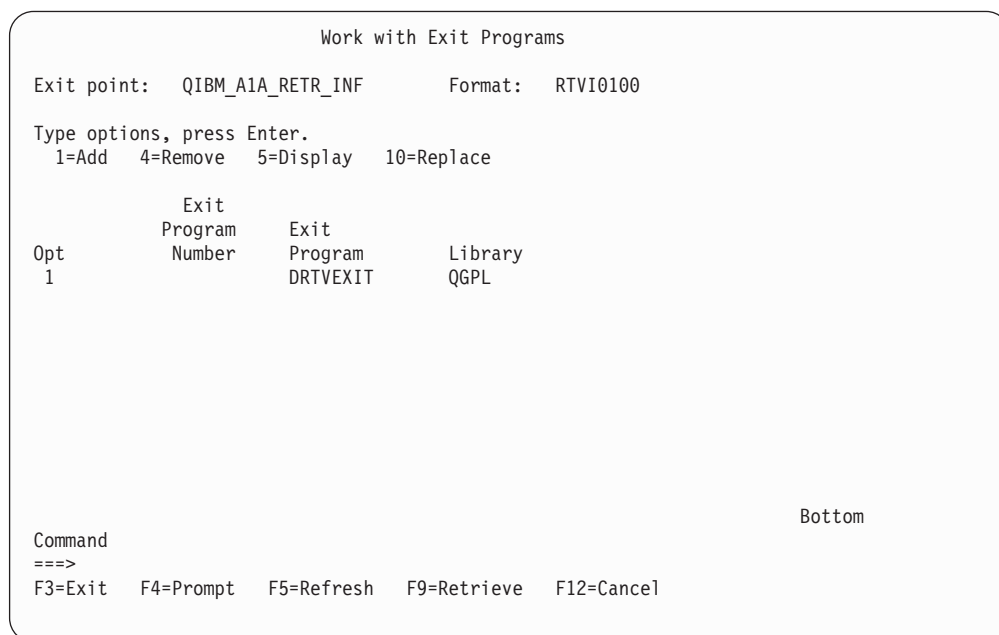 Work with Exit Programs
Exit point: QIBM_A1A_RETR_INF Format: RTVI0100
Type options, press Enter.
1=Add 4=Remove 5=Display 10=Replace
Exit
Program Exit
Opt Number Program Library
1 DRTVEXIT QGPL
Bottom
Command
===>
F3=Exit F4=Prompt F5=Refresh F9=Retrieve F12=Cancel